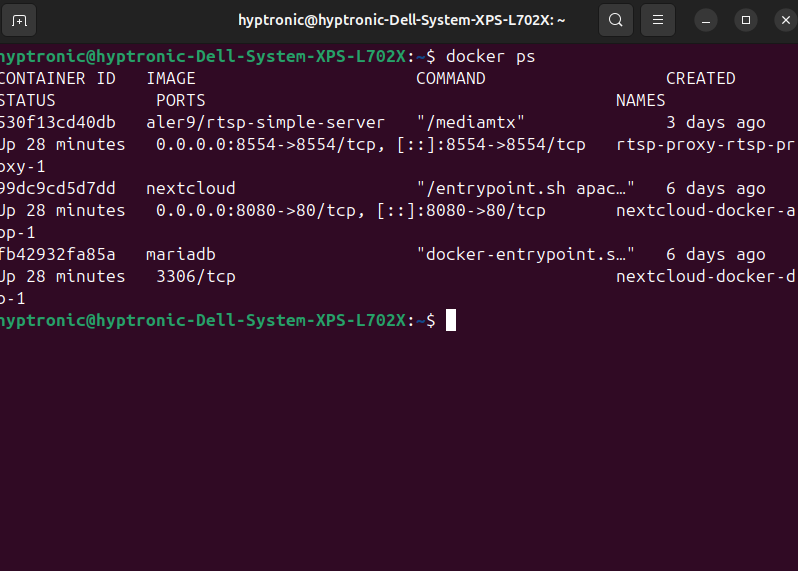 hyptronic@hyptronic-Dell-System-XPS-L702X: ~
hyptronic@hyptronic-Dell-System-XPS-L702X:~$ docker ps
CONTAINER ID   IMAGE                      COMMAND                  CREATED
STATUS          PORTS                                         NAMES
530f13cd40db   aler9/rtsp-simple-server   "/mediamtx"              3 days ago
Up 28 minutes   0.0.0.0:8554->8554/tcp, [::]:8554->8554/tcp   rtsp-proxy-rtsp-pr
oxy-1
99dc9cd5d7dd   nextcloud                  "/entrypoint.sh apac…"   6 days ago
Up 28 minutes   0.0.0.0:8080->80/tcp, [::]:8080->80/tcp       nextcloud-docker-a
pp-1
fb42932fa85a   mariadb                    "docker-entrypoint.s…"   6 days ago
Up 28 minutes   3306/tcp                                      nextcloud-docker-d
b-1
hyptronic@hyptronic-Dell-System-XPS-L702X:~$